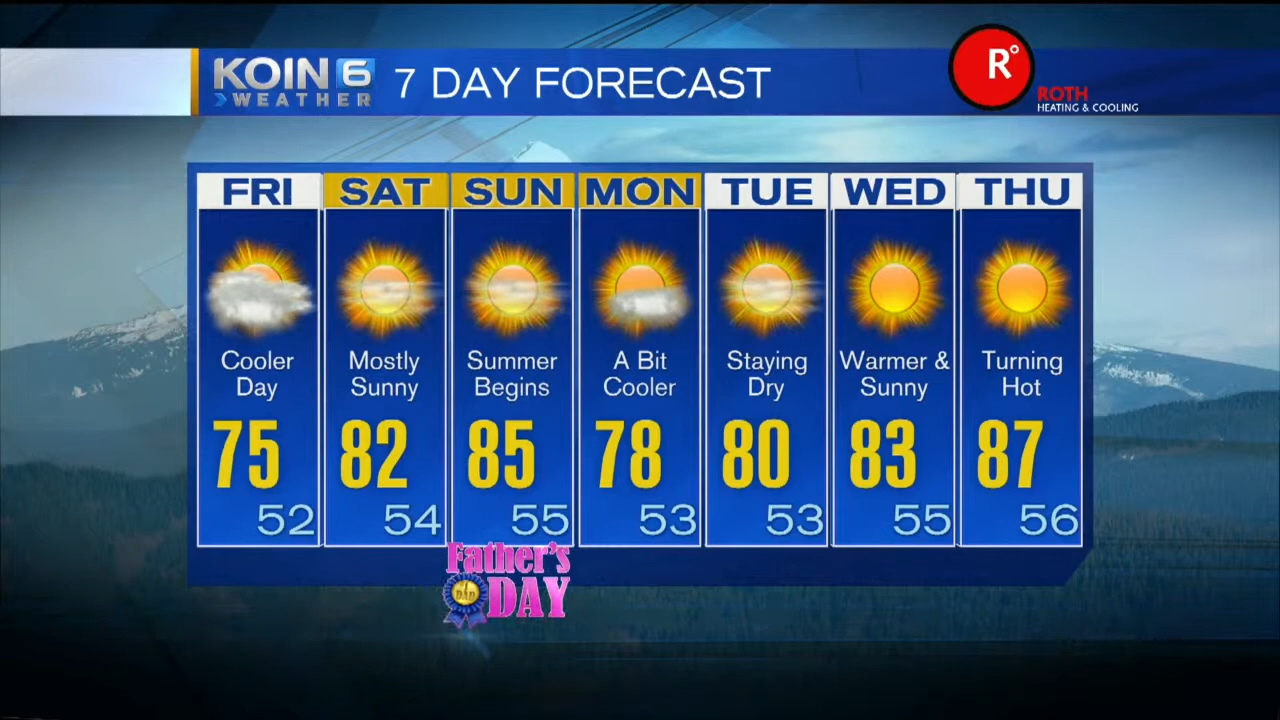 KOIN 6
WEATHER
7 DAY FORECAST
R°
ROTH
HEATING & COOLING
FRI SAT SUN MON TUE WED THU
Cooler Mostly Summer A Bit Staying Warmer & Turning
Day Sunny Begins Cooler Dry Sunny Hot
75 82 85 78 80 83 87
52 54 55 53 53 55 56
Father's
DAY
1
DAD